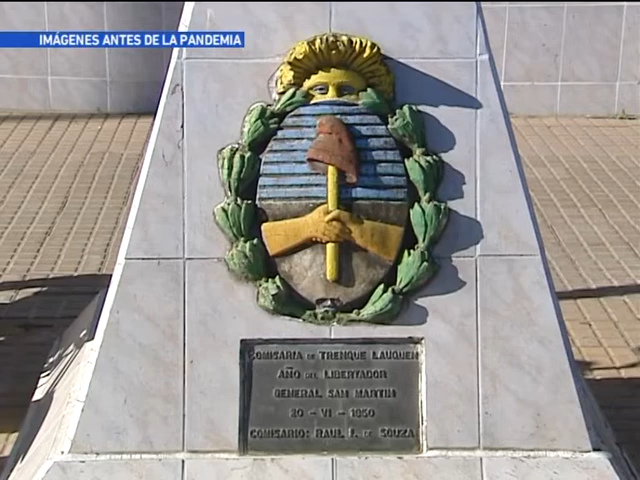 IMÁGENES ANTES DE LA PANDEMIA
COMISARIA DE TRENQUE LAUQUEN
AÑO DEL LIBERTADOR
GENERAL SAN MARTIN
20 - VI - 1950
COMISARIO: RAUL F. DE SOUZA